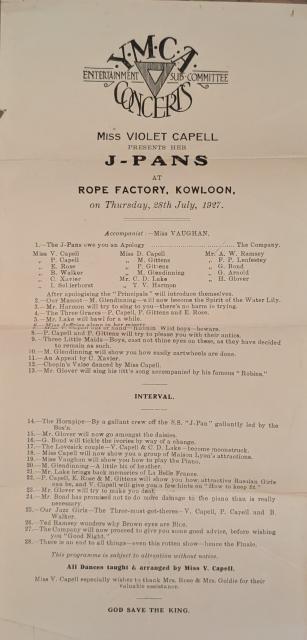 Y.M.C.A.
ENTERTAINMENT SUB-COMMITTEE
CONCERTS
MISS VIOLET CAPELL
PRESENTS HER
J-PANS
AT
ROPE FACTORY, KOWLOON,
on Thursday, 28th July, 1927.
Accompanist :—Miss VAUGHAN.
1.—The J-Pans owe you an Apology ................ The Company.
Miss V. Capell Miss D. Capell Mr. A. W. Ramsey
„ P. Capell „ M. Gittens „ F. P. Lenfestey
„ E. Rose „ P. Gittens „ G. Bond
„ B. Walker „ M. Glendinning „ G. Arnold
„ C. Xavier Mr. C. D. Lake „ H. Glover
„ I. Sollerhorst „ T. V. Harmon
After apologising the "Principals" will introduce themselves.
2.—Our Mascot—M. Glendinning—will now become the Spirit of the Water Lily.
3.—Mr. Harmon will try to sing to you—there's no harm in trying.
4.—The Three Graces—P. Capell, P. Gittens and E. Rose.
5.—Mr. Lake will bawl for a while.
8.—P. Capell and P. Gittens will try to please you with their antics.
9.—Three Little Maids—Boys, cast not thine eyes on these, as they have decided
to remain as such.
10.—M. Glendinning will show you how easily cartwheels are done.
11.—An Appeal by C. Xavier.
12.—Chopin's Valse danced by Miss Capell.
13.—Mr. Glover will sing his song accompanied by his famous "Robins."
INTERVAL.
14.—The Hornpipe—By a gallant crew off the S.S. "J-Pan" gallantly led by the
Bos'n.
15.—Mr. Glover will now go amongst the daisies.
16.—G. Bond will tickle the ivories by way of a change.
17.—The Lovesick couple—V. Capell & C. D. Lake—become moonstruck.
18.—Miss Capell will now show you a group of Maison Lyon's attractions.
19.—Miss Vaughan will show you how to play the Piano.
20.—M. Glendinning—A little bit of heather.
21.—Mr. Lake brings back memories of La Belle France.
22.—P. Capell, E. Rose & M. Gittens will show you how attractive Russian Girls
can be, and V. Capell will give you a few hints on "How to keep fit."
23.—Mr. Glover will try to make you deaf.
24.—Mr. Bond has promised not to do more damage to the piano than is really
necessary.
25.—Our Jazz Girls—The Three-must-get-theres—V. Capell, P. Capell and B.
Walker.
26.—Ted Ramsey wonders why Brown eyes are Blue.
27.—The Company will now proceed to give you some good advice, before wishing
you "Good Night."
28.—There is an end to all things—even this rotten show—hence the Finale.
This programme is subject to alteration without notice.
All Dances taught & arranged by Miss V. Capell.
Miss V. Capell especially wishes to thank Mrs. Rose & Mrs. Goldie for their
valuable assistance.
GOD SAVE THE KING.